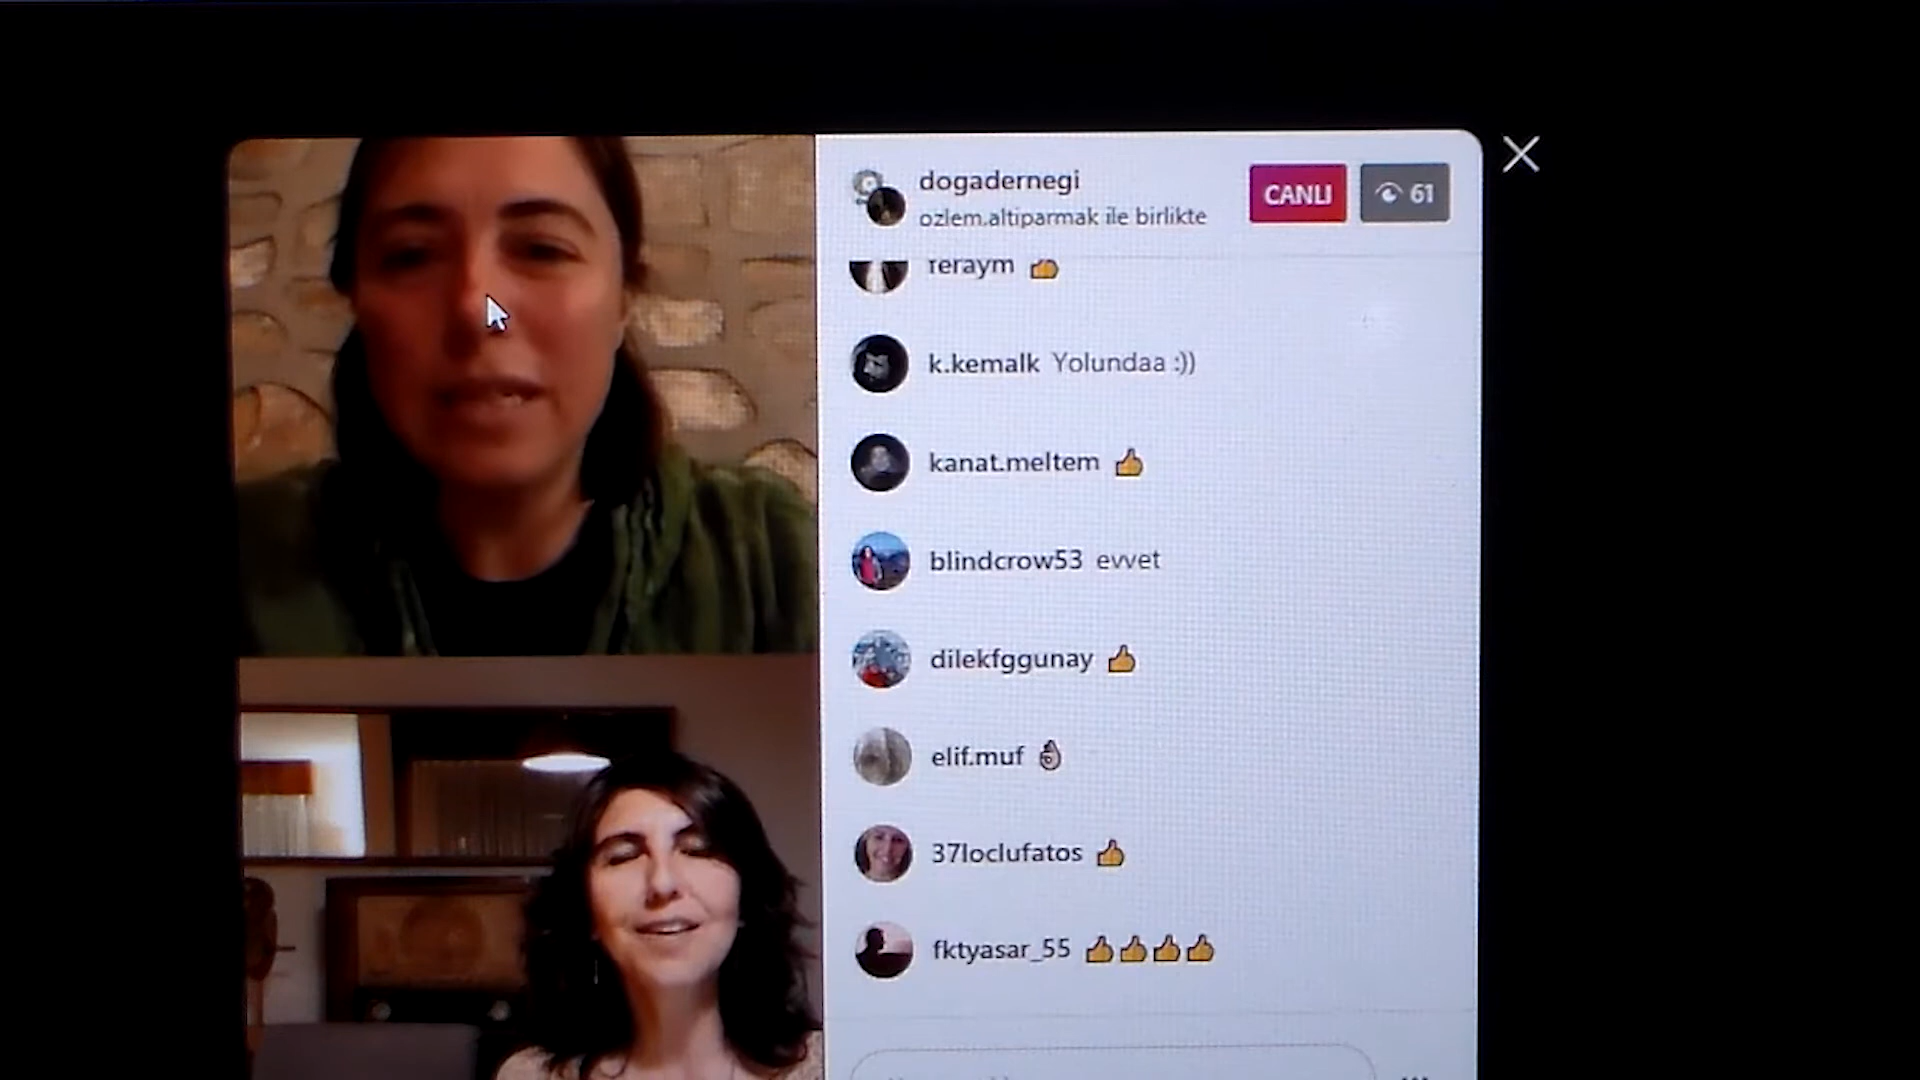 dogadernegi
ozlem.altiparmak ile birlikte
CANLI
61
feraym 👍
k.kemalk Yolundaa :))
kanat.meltem 👍
blindcrow53 evvet
dilekfggunay 👍
elif.muf 👌
37loclufatos 👍
fktyasar_55 👍👍👍👍